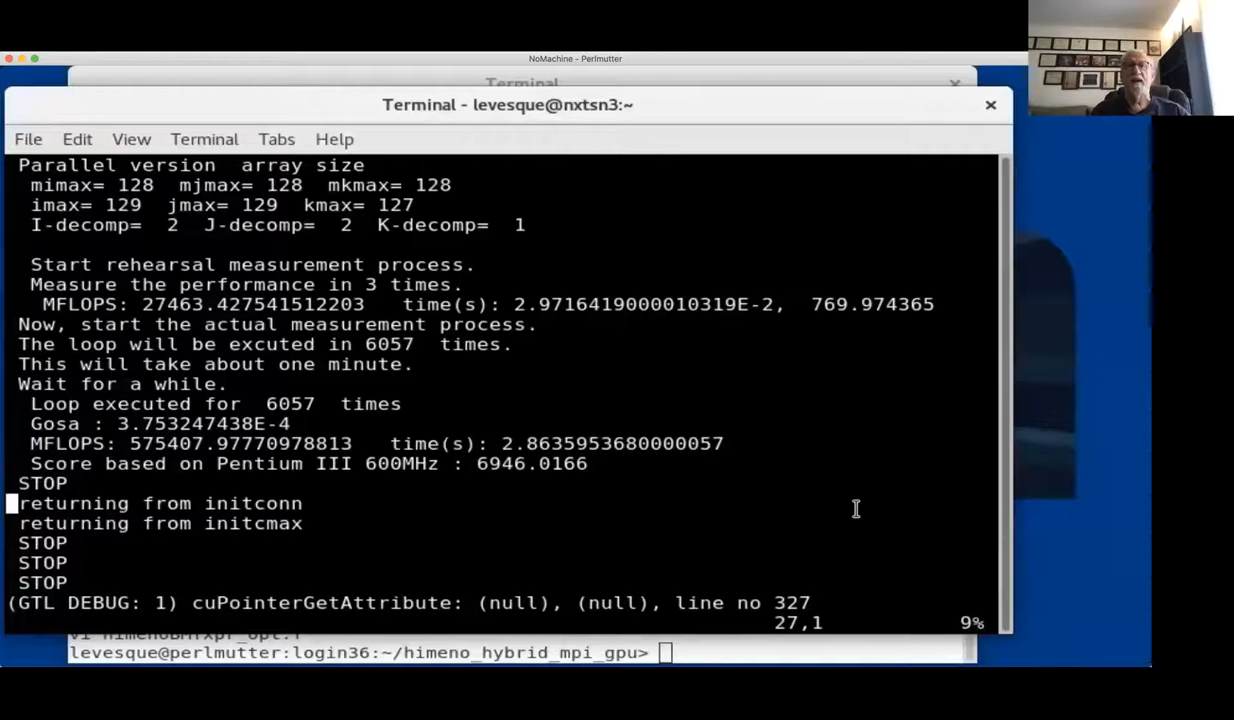 NoMachine - Perlmutter
Terminal
Terminal - levesque@nxtsn3:~
File Edit View Terminal Tabs Help
Parallel version  array size
mimax= 128  mjmax= 128  mkmax= 128
imax= 129  jmax= 129  kmax= 127
I-decomp=  2  J-decomp=  2  K-decomp=  1
Start rehearsal measurement process.
Measure the performance in 3 times.
MFLOPS: 27463.427541512203   time(s): 2.9716419000010319E-2,  769.974365
Now, start the actual measurement process.
The loop will be excuted in 6057  times.
This will take about one minute.
Wait for a while.
Loop executed for  6057  times
Gosa : 3.753247438E-4
MFLOPS: 575407.97770978813   time(s): 2.8635953680000057
Score based on Pentium III 600MHz : 6946.0166
STOP
returning from initconn
returning from initcmax
STOP
STOP
STOP
(GTL DEBUG: 1) cuPointerGetAttribute: (null), (null), line no 327
27,1  9%
levesque@perlmutter:login36:~/himeno_hybrid_mpi_gpu>